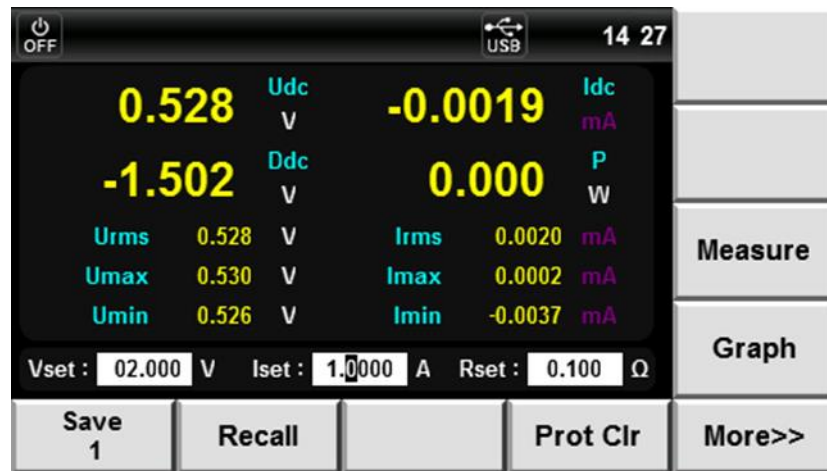 OFF USB 14 27
0.528 Udc V -0.0019 Idc mA
-1.502 Ddc V 0.000 P W
Urms 0.528 V Irms 0.0020 mA
Umax 0.530 V Imax 0.0002 mA
Umin 0.526 V Imin -0.0037 mA
Vset : 02.000 V Iset : 1.0000 A Rset : 0.100 Ω
Measure
Graph
Save
1
Recall
Prot Clr
More>>